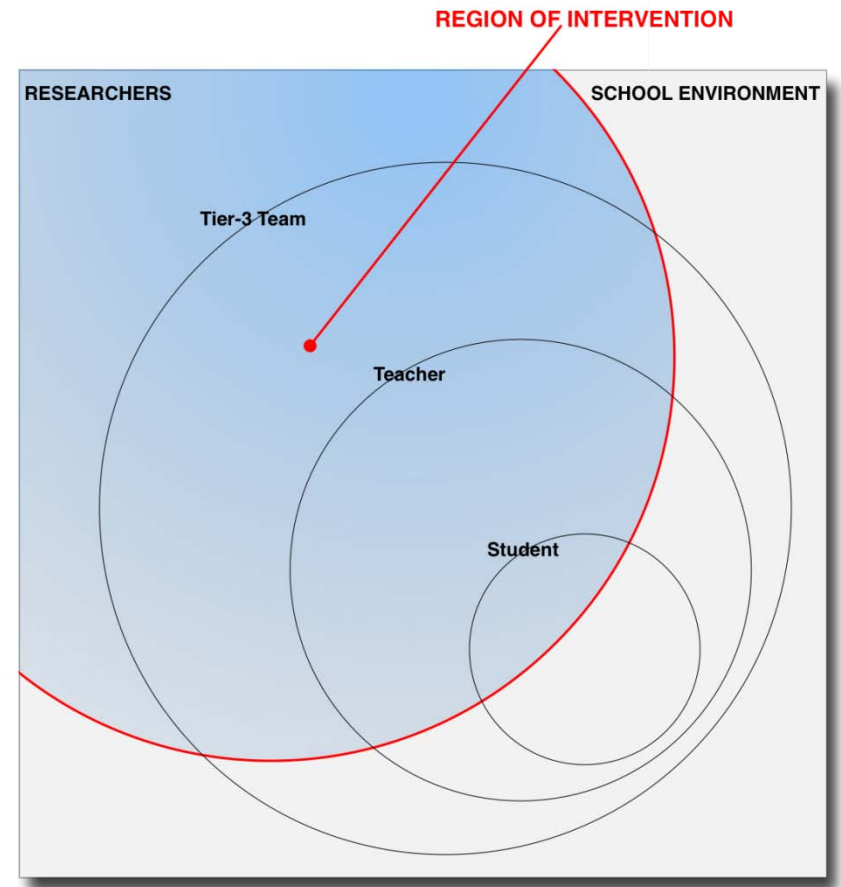 REGION OF INTERVENTION
RESEARCHERS
SCHOOL ENVIRONMENT
Tier-3 Team
Teacher
Student